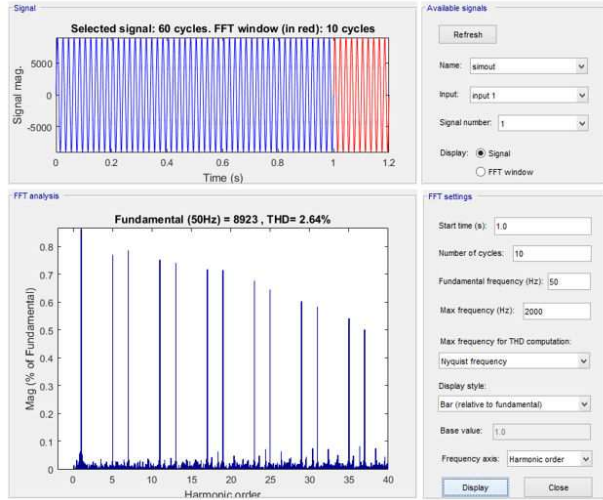 Signal
Selected signal: 60 cycles. FFT window (in red): 10 cycles
Signal mag.
5000
0
-5000
0 0.2 0.4 0.6 0.8 1 1.2
Time (s)
FFT analysis
Fundamental (50Hz) = 8923 , THD= 2.64%
Mag (% of Fundamental)
0.8
0.7
0.6
0.5
0.4
0.3
0.2
0.1
0
0 5 10 15 20 25 30 35 40
Harmonic order
Available signals
Refresh
Name: simout
Input: input 1
Signal number: 1
Display: Signal
FFT window
FFT settings
Start time (s): 1.0
Number of cycles: 10
Fundamental frequency (Hz): 50
Max frequency (Hz): 2000
Max frequency for THD computation:
Nyquist frequency
Display style:
Bar (relative to fundamental)
Base value: 1.0
Frequency axis: Harmonic order
Display Close